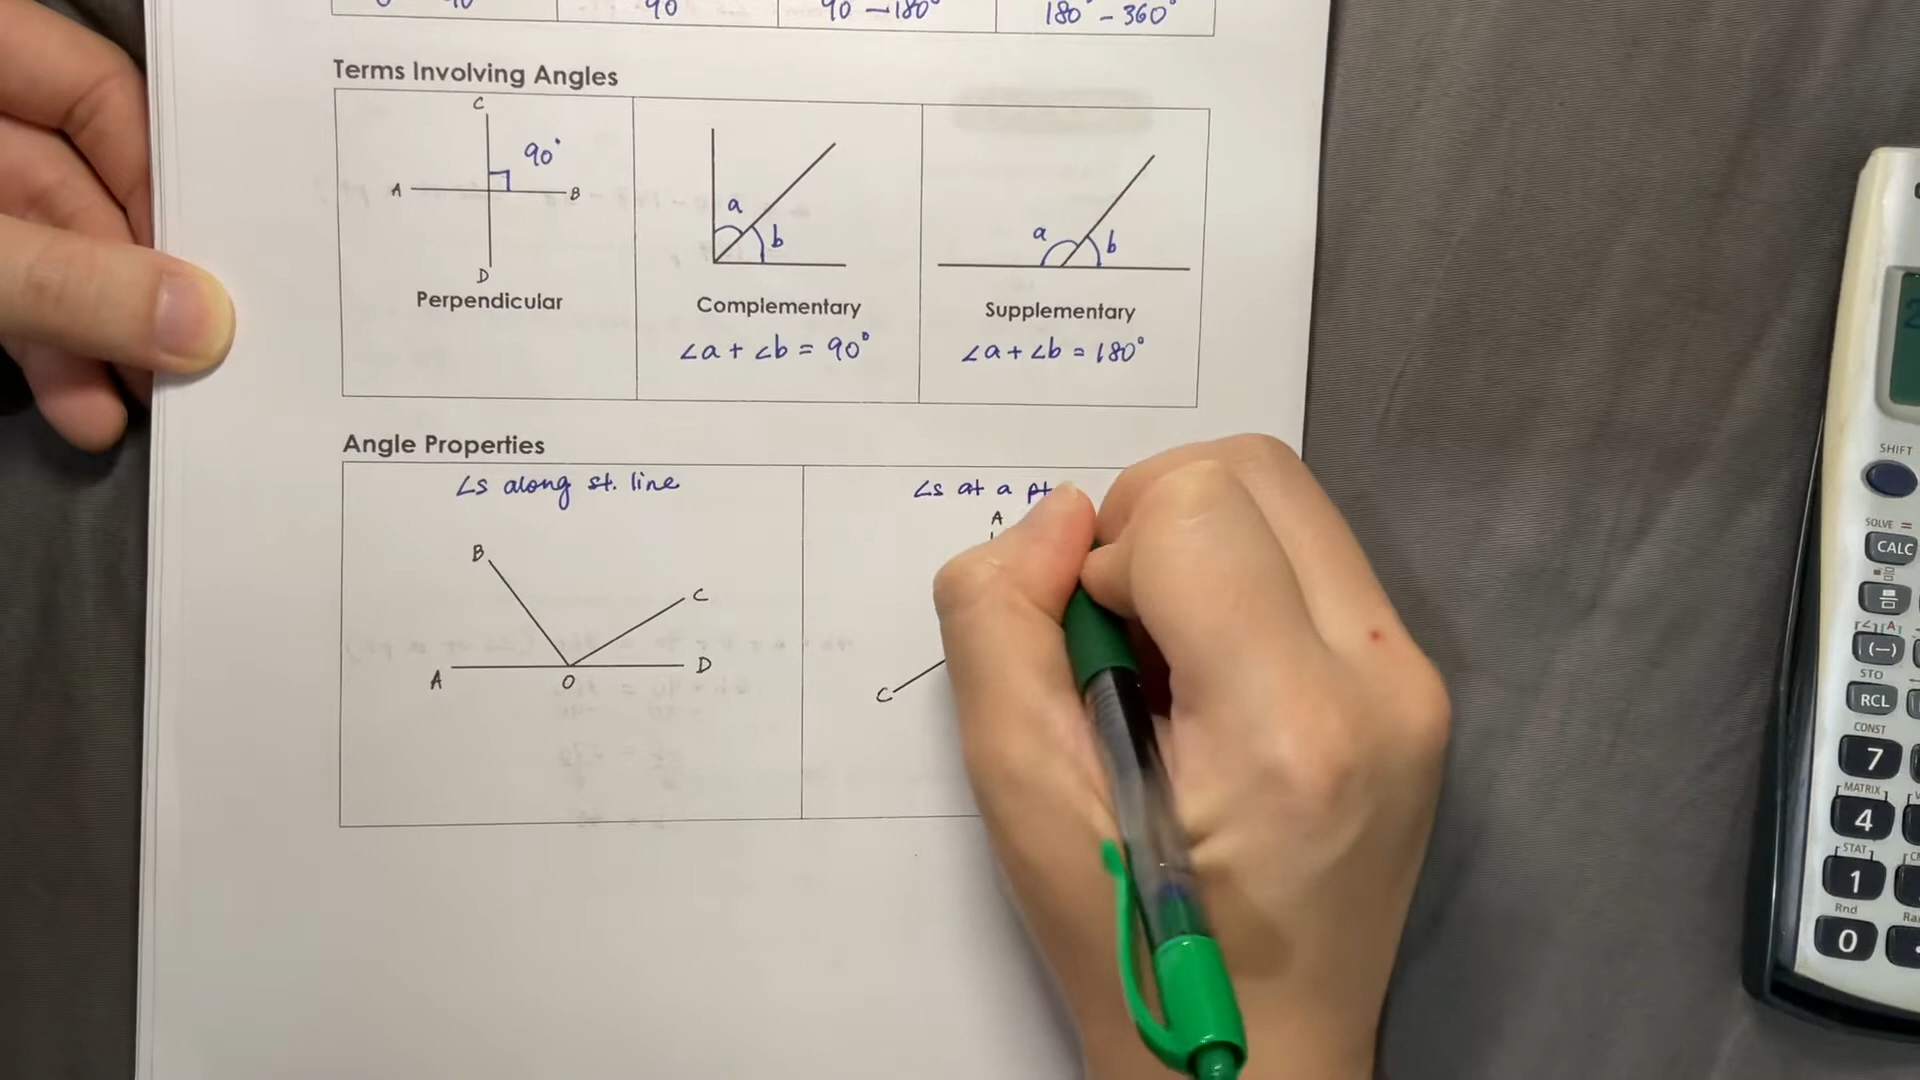 90 90 – 180° 180° – 360°
Terms Involving Angles
C
90°
A B
D
Perpendicular
a
b
Complementary
∠a + ∠b = 90°
a b
Supplementary
∠a + ∠b = 180°
Angle Properties
∠s along st. line
B
C
A O D
∠s at a pt
A
C
SHIFT
SOLVE =
CALC
(−)
STO
RCL
CONST
7
MATRIX
4
STAT
1
Rnd
0